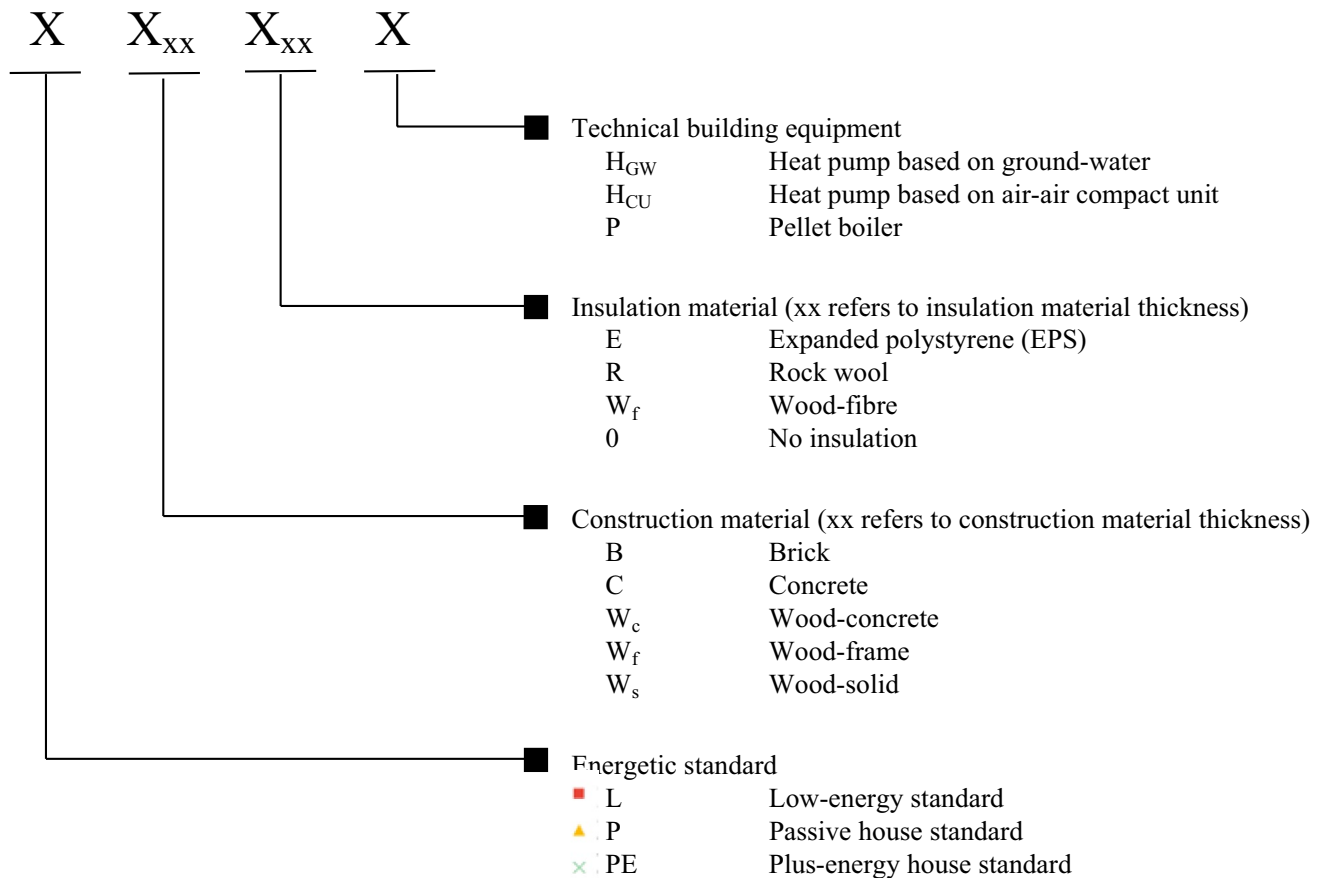 X X_xx X_xx X
Technical building equipment
H_GW Heat pump based on ground-water
H_CU Heat pump based on air-air compact unit
P Pellet boiler
Insulation material (xx refers to insulation material thickness)
E Expanded polystyrene (EPS)
R Rock wool
W_f Wood-fibre
0 No insulation
Construction material (xx refers to construction material thickness)
B Brick
C Concrete
W_c Wood-concrete
W_f Wood-frame
W_s Wood-solid
Energetic standard
L Low-energy standard
P Passive house standard
PE Plus-energy house standard